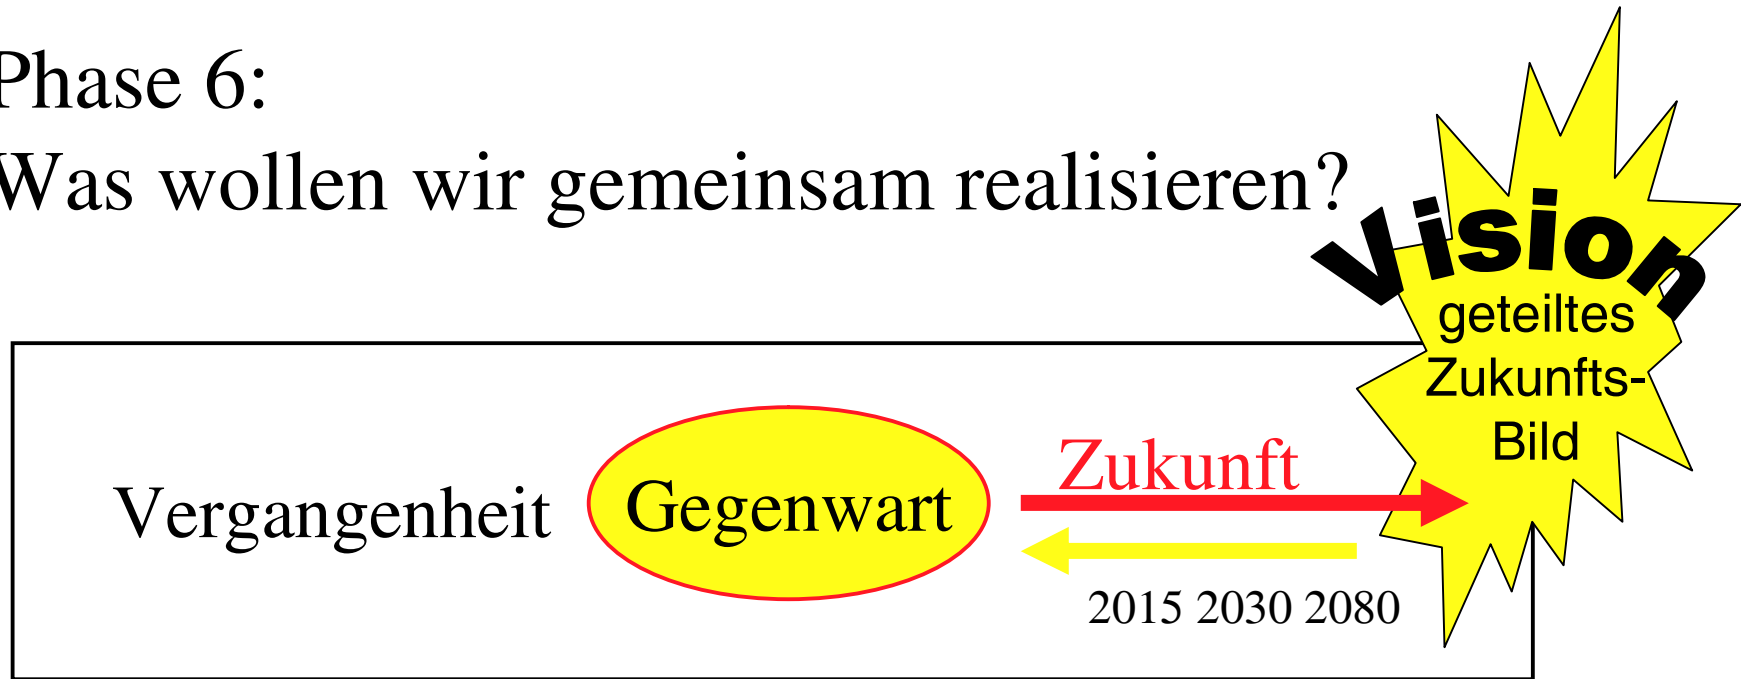 Phase 6:
Was wollen wir gemeinsam realisieren?
Vision
geteiltes
Zukunfts-
Bild
Vergangenheit
Gegenwart
Zukunft
2015 2030 2080